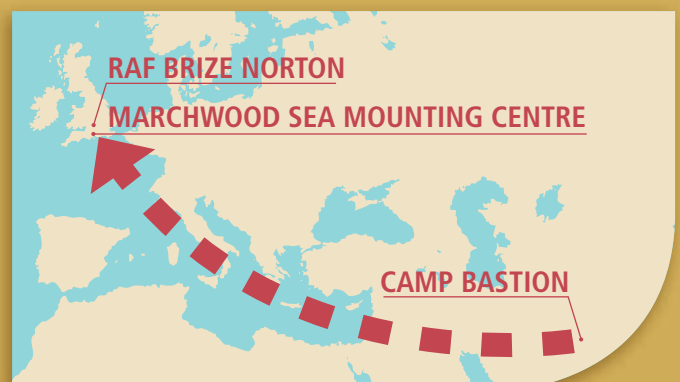 RAF BRIZE NORTON
MARCHWOOD SEA MOUNTING CENTRE
CAMP BASTION